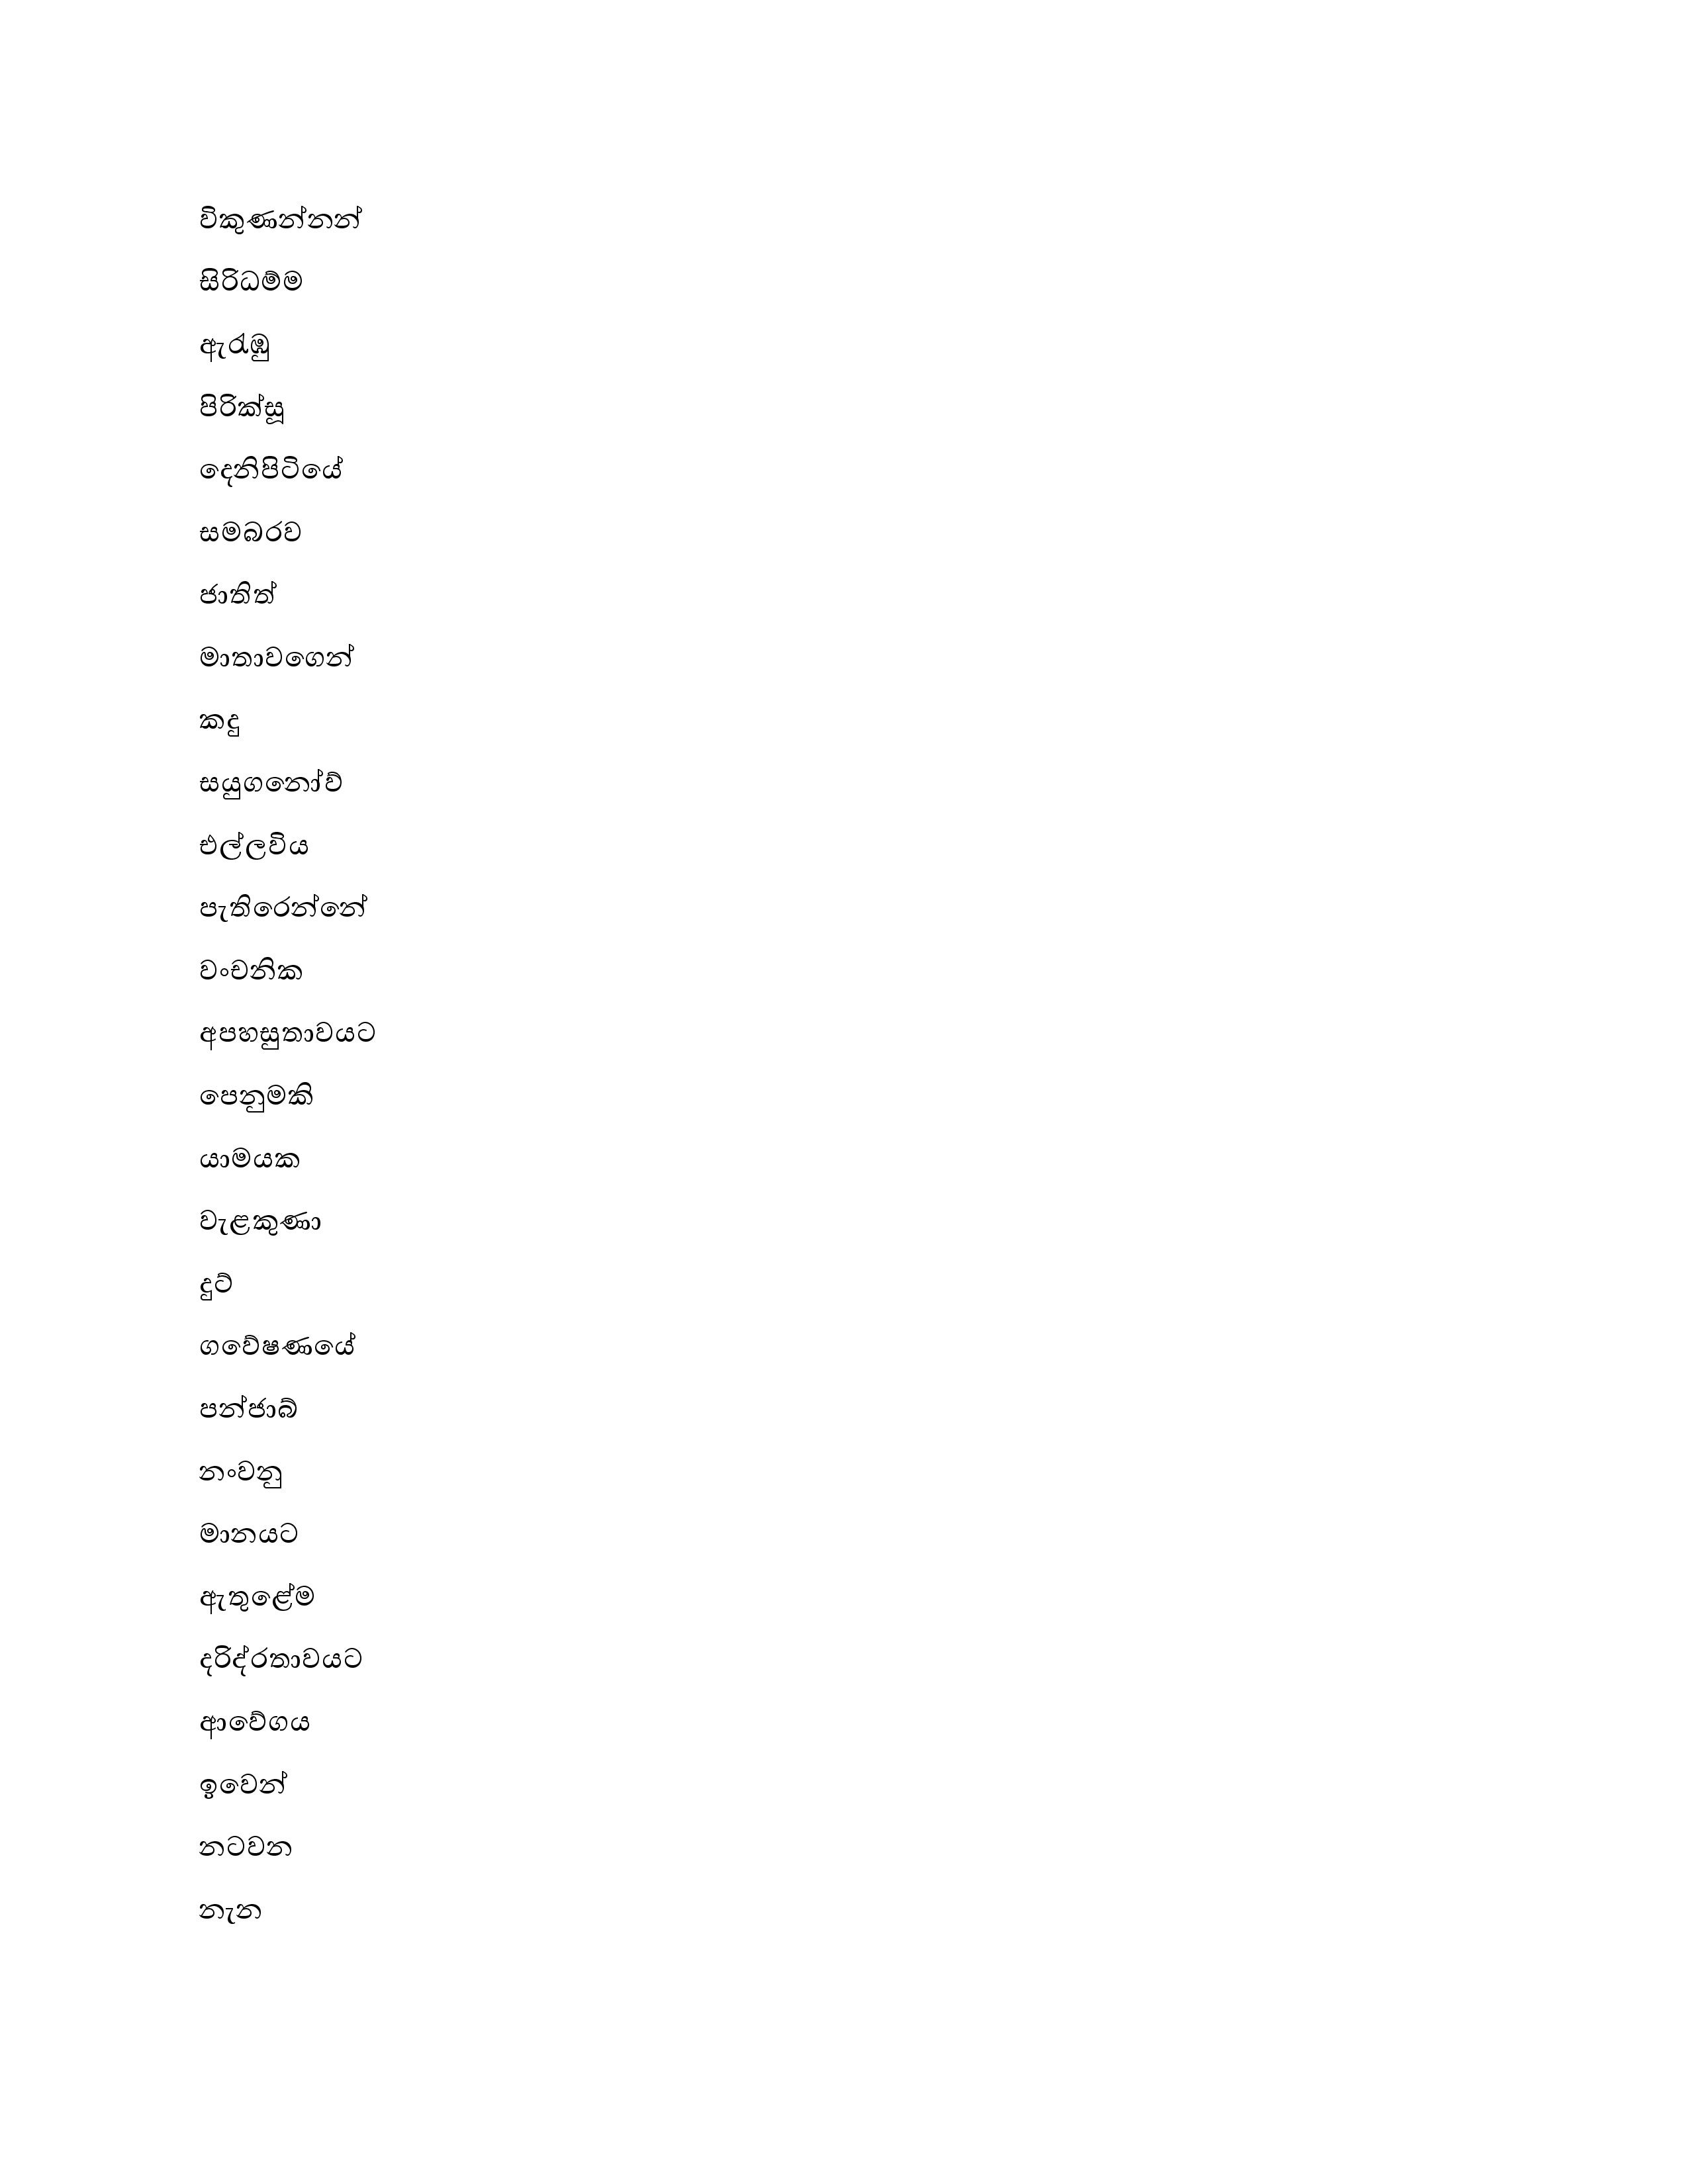 විකුණන්නන්
සිරිධම්ම
ඇරැඹු
පිරික්සූ
දෙනිපිටියේ
සමබරව
ජාතිත්
මාතාවගෙන්
කදු
සයුගනෝව්
එල්ලවිය
පැතිරෙන්නේ
වංචනික
අපහසුතාවයට
පෙනුමකි
යාමයක
වැළකුණා
දුටි
ගවේෂණයේ
පන්ජාබ්
නංවනු
මානයට
ඇතුළේම
දරිද්රතාවයට
ආවේගය
ඉවෙන්
නටවන
නැන